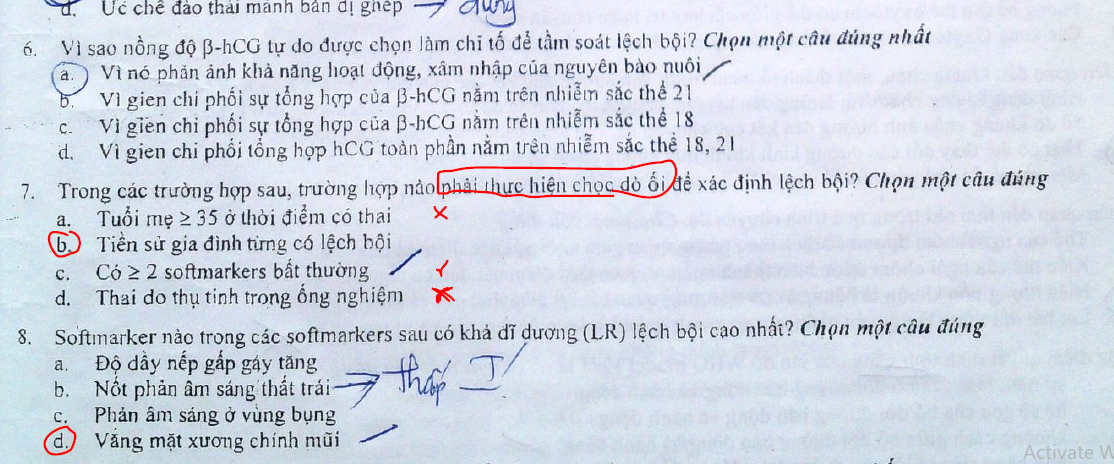 d. Ức chế đào thải mảnh bán dị ghép → đúng
6. Vì sao nồng độ β-hCG tự do được chọn làm chỉ tố để tầm soát lệch bội? Chọn một câu đúng nhất
a. Vì nó phản ánh khả năng hoạt động, xâm nhập của nguyên bào nuôi
b. Vì gien chi phối sự tổng hợp của β-hCG nằm trên nhiễm sắc thể 21
c. Vì gien chi phối sự tổng hợp của β-hCG nằm trên nhiễm sắc thể 18
d. Vì gien chi phối tổng hợp hCG toàn phần nằm trên nhiễm sắc thể 18, 21
7. Trong các trường hợp sau, trường hợp nào phải thực hiện chọc dò ối để xác định lệch bội? Chọn một câu đúng
a. Tuổi mẹ ≥ 35 ở thời điểm có thai
b. Tiền sử gia đình từng có lệch bội
c. Có ≥ 2 softmarkers bất thường
d. Thai do thụ tinh trong ống nghiệm
8. Softmarker nào trong các softmarkers sau có khả dĩ dương (LR) lệch bội cao nhất? Chọn một câu đúng
a. Độ dầy nếp gấp gáy tăng
b. Nốt phản âm sáng thất trái → thấp I
c. Phản âm sáng ở vùng bụng
d. Vắng mặt xương chính mũi
Activate W